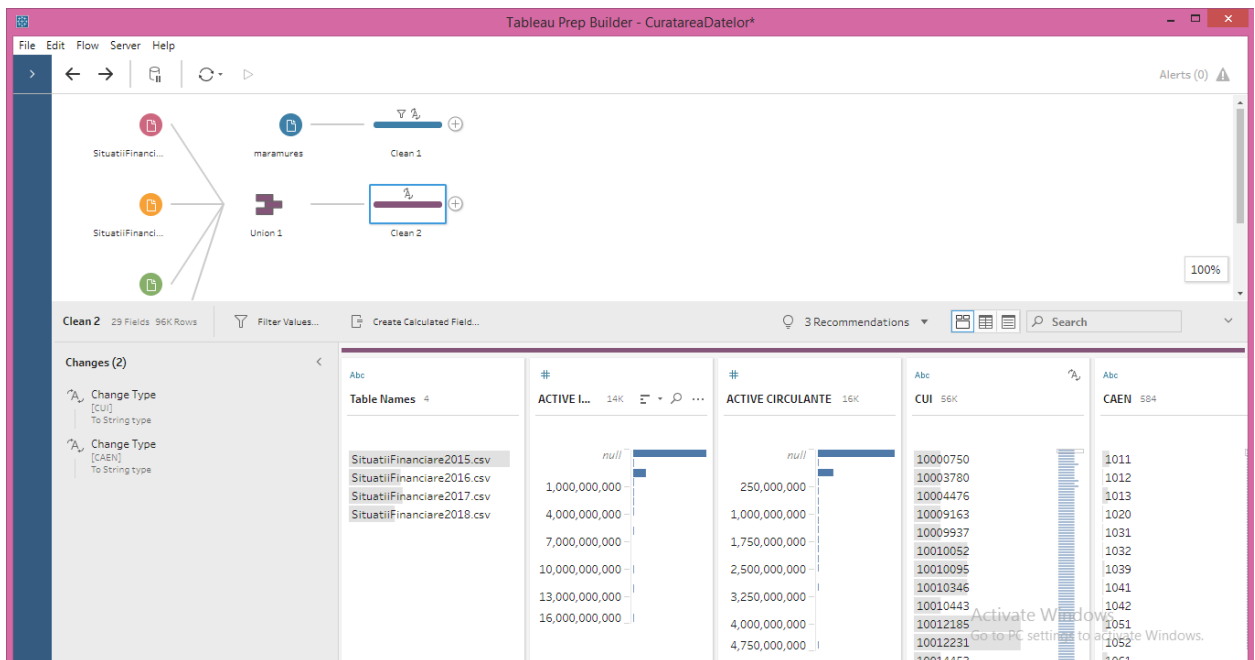 Tableau Prep Builder - CuratareaDatelor*
File Edit Flow Server Help
Alerts (0)
SituatiiFinanci...
maramures
Clean 1
SituatiiFinanci...
Union 1
Clean 2
100%
Clean 2 29 Fields 96K Rows Filter Values... Create Calculated Field... 3 Recommendations Search
Changes (2)
Change Type
[CUI]
To String type
Change Type
[CAEN]
To String type
Abc
Table Names 4
SituatiiFinanciare2015.csv
SituatiiFinanciare2016.csv
SituatiiFinanciare2017.csv
SituatiiFinanciare2018.csv
#
ACTIVE I... 14K
null
1,000,000,000
4,000,000,000
7,000,000,000
10,000,000,000
13,000,000,000
16,000,000,000
#
ACTIVE CIRCULANTE 16K
null
250,000,000
1,000,000,000
1,750,000,000
2,500,000,000
3,250,000,000
4,000,000,000
4,750,000,000
Abc
CUI 56K
10000750
10003780
10004476
10009163
10009937
10010052
10010095
10010346
10010443
10012185
10012231
Abc
CAEN 584
1011
1012
1013
1020
1031
1032
1039
1041
1042
1051
1052
Activate Windows
Go to PC settings to activate Windows.